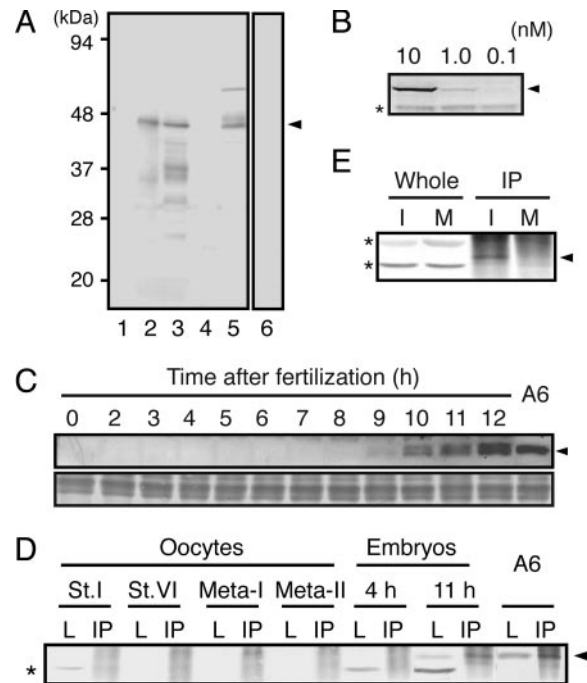 A
(kDa)
94
48
37
28
20
1 2 3 4 5 6
B
(nM)
10 1.0 0.1
*
E
Whole IP
I M I M
*
*
C
Time after fertilization (h)
A6
0 2 3 4 5 6 7 8 9 10 11 12
D
Oocytes Embryos A6
St.I St.VI Meta-I Meta-II 4 h 11 h
L IP L IP L IP L IP L IP L IP L IP
*